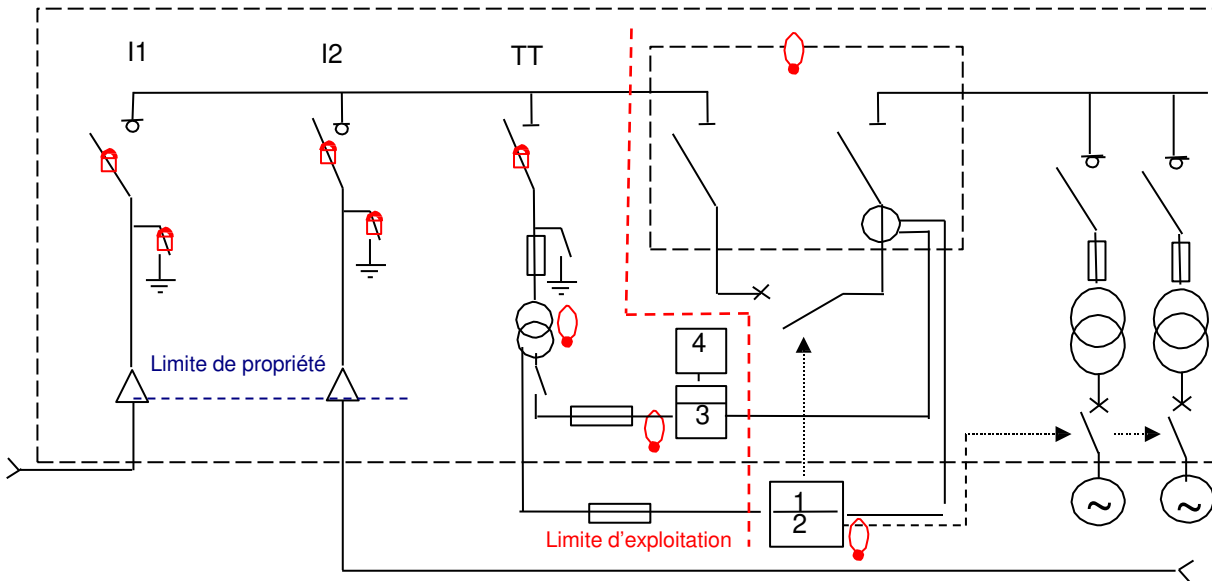 I1
I2
TT
Limite de propriété
4
3
1
2
Limite d'exploitation
~
~